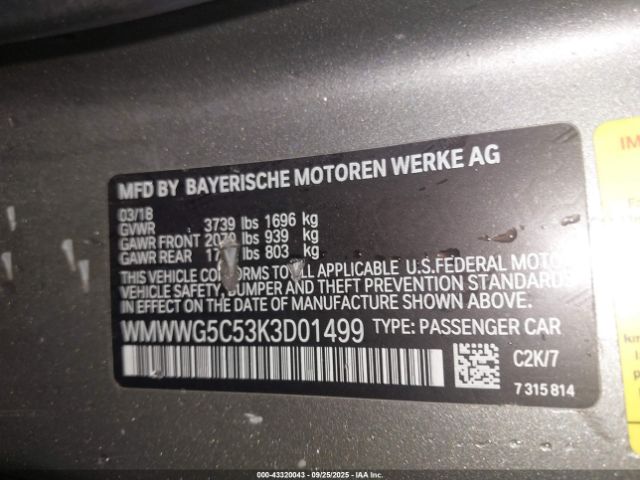 MFD BY BAYERISCHE MOTOREN WERKE AG
03/18
GVWR 3739 lbs 1696 kg
GAWR FRONT 2070 lbs 939 kg
GAWR REAR lbs 803 kg
THIS VEHICLE CONFORMS TO ALL APPLICABLE U.S.FEDERAL MOTO
VEHICLE SAFETY, BUMPER AND THEFT PREVENTION STANDARDS
IN EFFECT ON THE DATE OF MANUFACTURE SHOWN ABOVE.
WMWWG5C53K3D01499 TYPE: PASSENGER CAR
C2K/7
7 315 814
IM
000-43320043 - 09/25/2025 - IAA Inc.